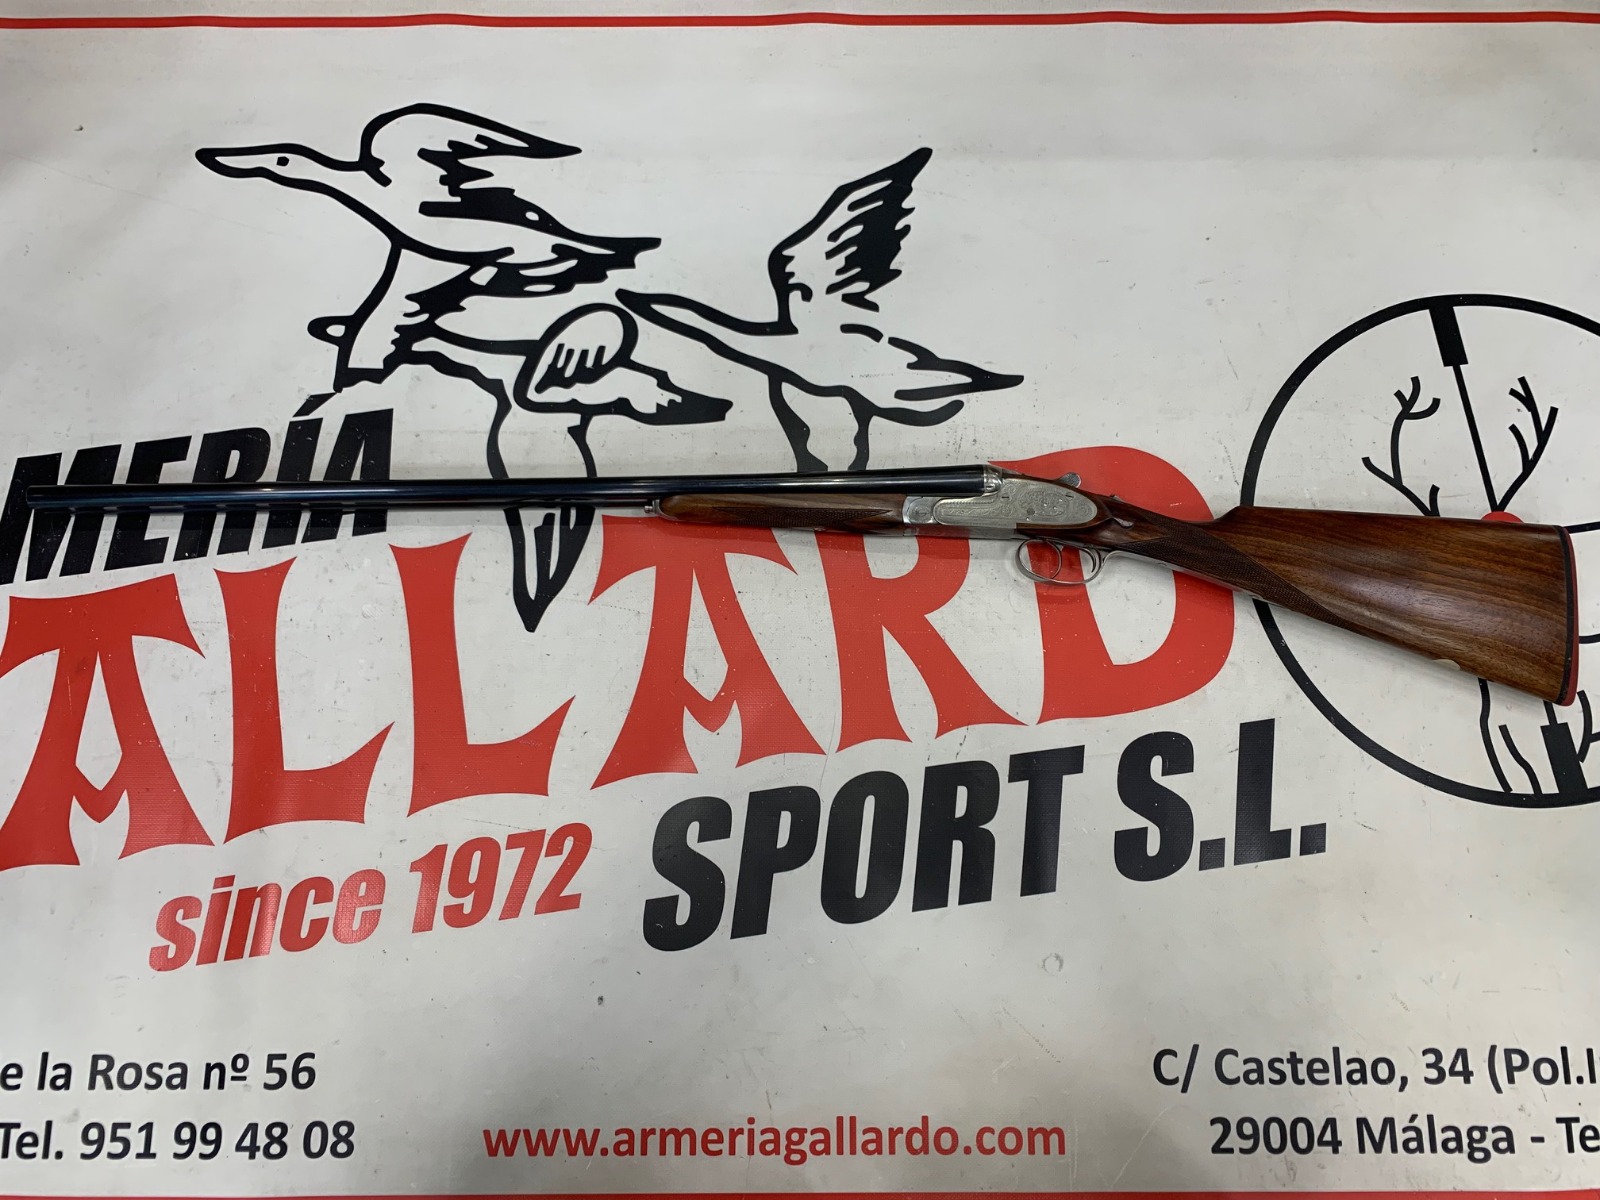 MERÍA
ALLARDO
since 1972
SPORT S.L.
e la Rosa nº 56
Tel. 951 99 48 08
www.armeriagallardo.com
C/ Castelao, 34 (Pol.I
29004 Málaga - Te